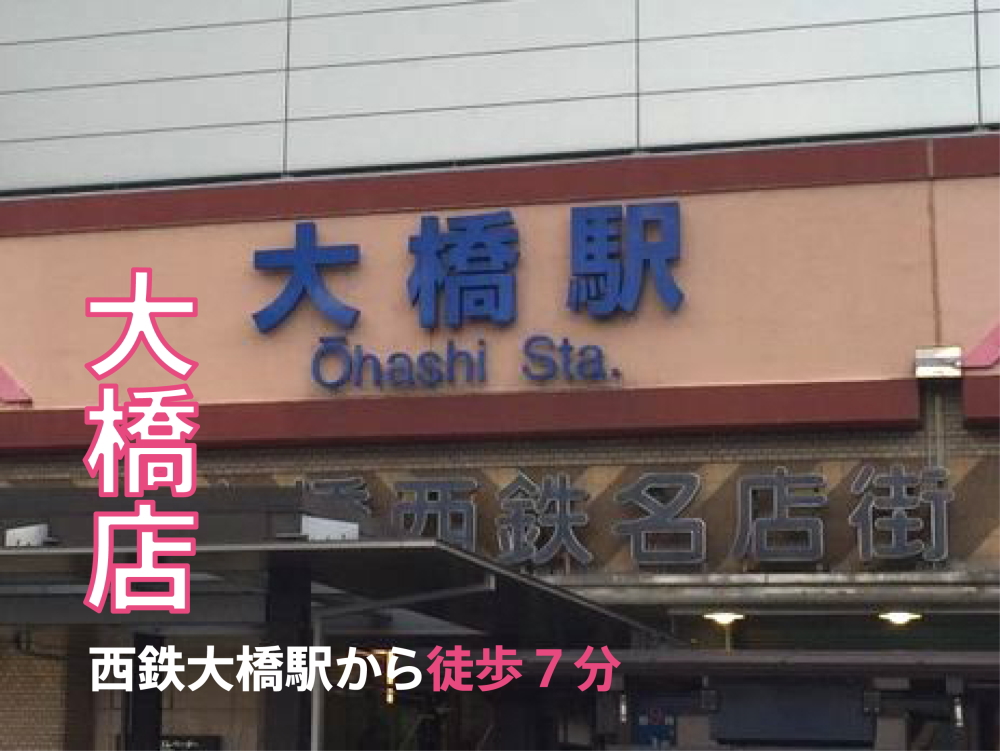 大橋駅
Ōhashi Sta.
橋西鉄名店街
大橋店
西鉄大橋駅から徒歩7分